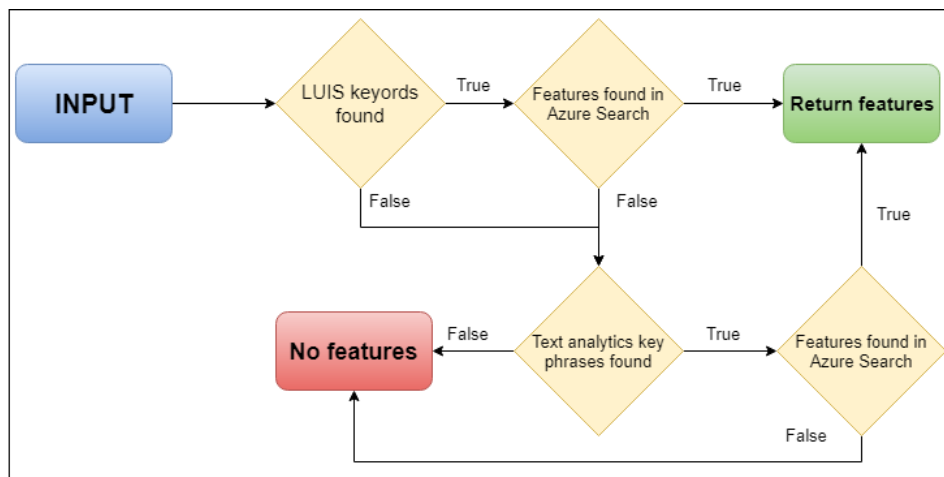 INPUT
LUIS keyords
found
True
Features found in
Azure Search
True
Return features
False
False
True
No features
False
Text analytics key
phrases found
True
Features found in
Azure Search
False